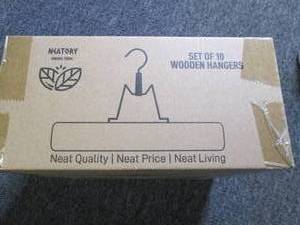 NEATORY
SET OF 10
WOODEN HANGERS
Neat Quality | Neat Price | Neat Living